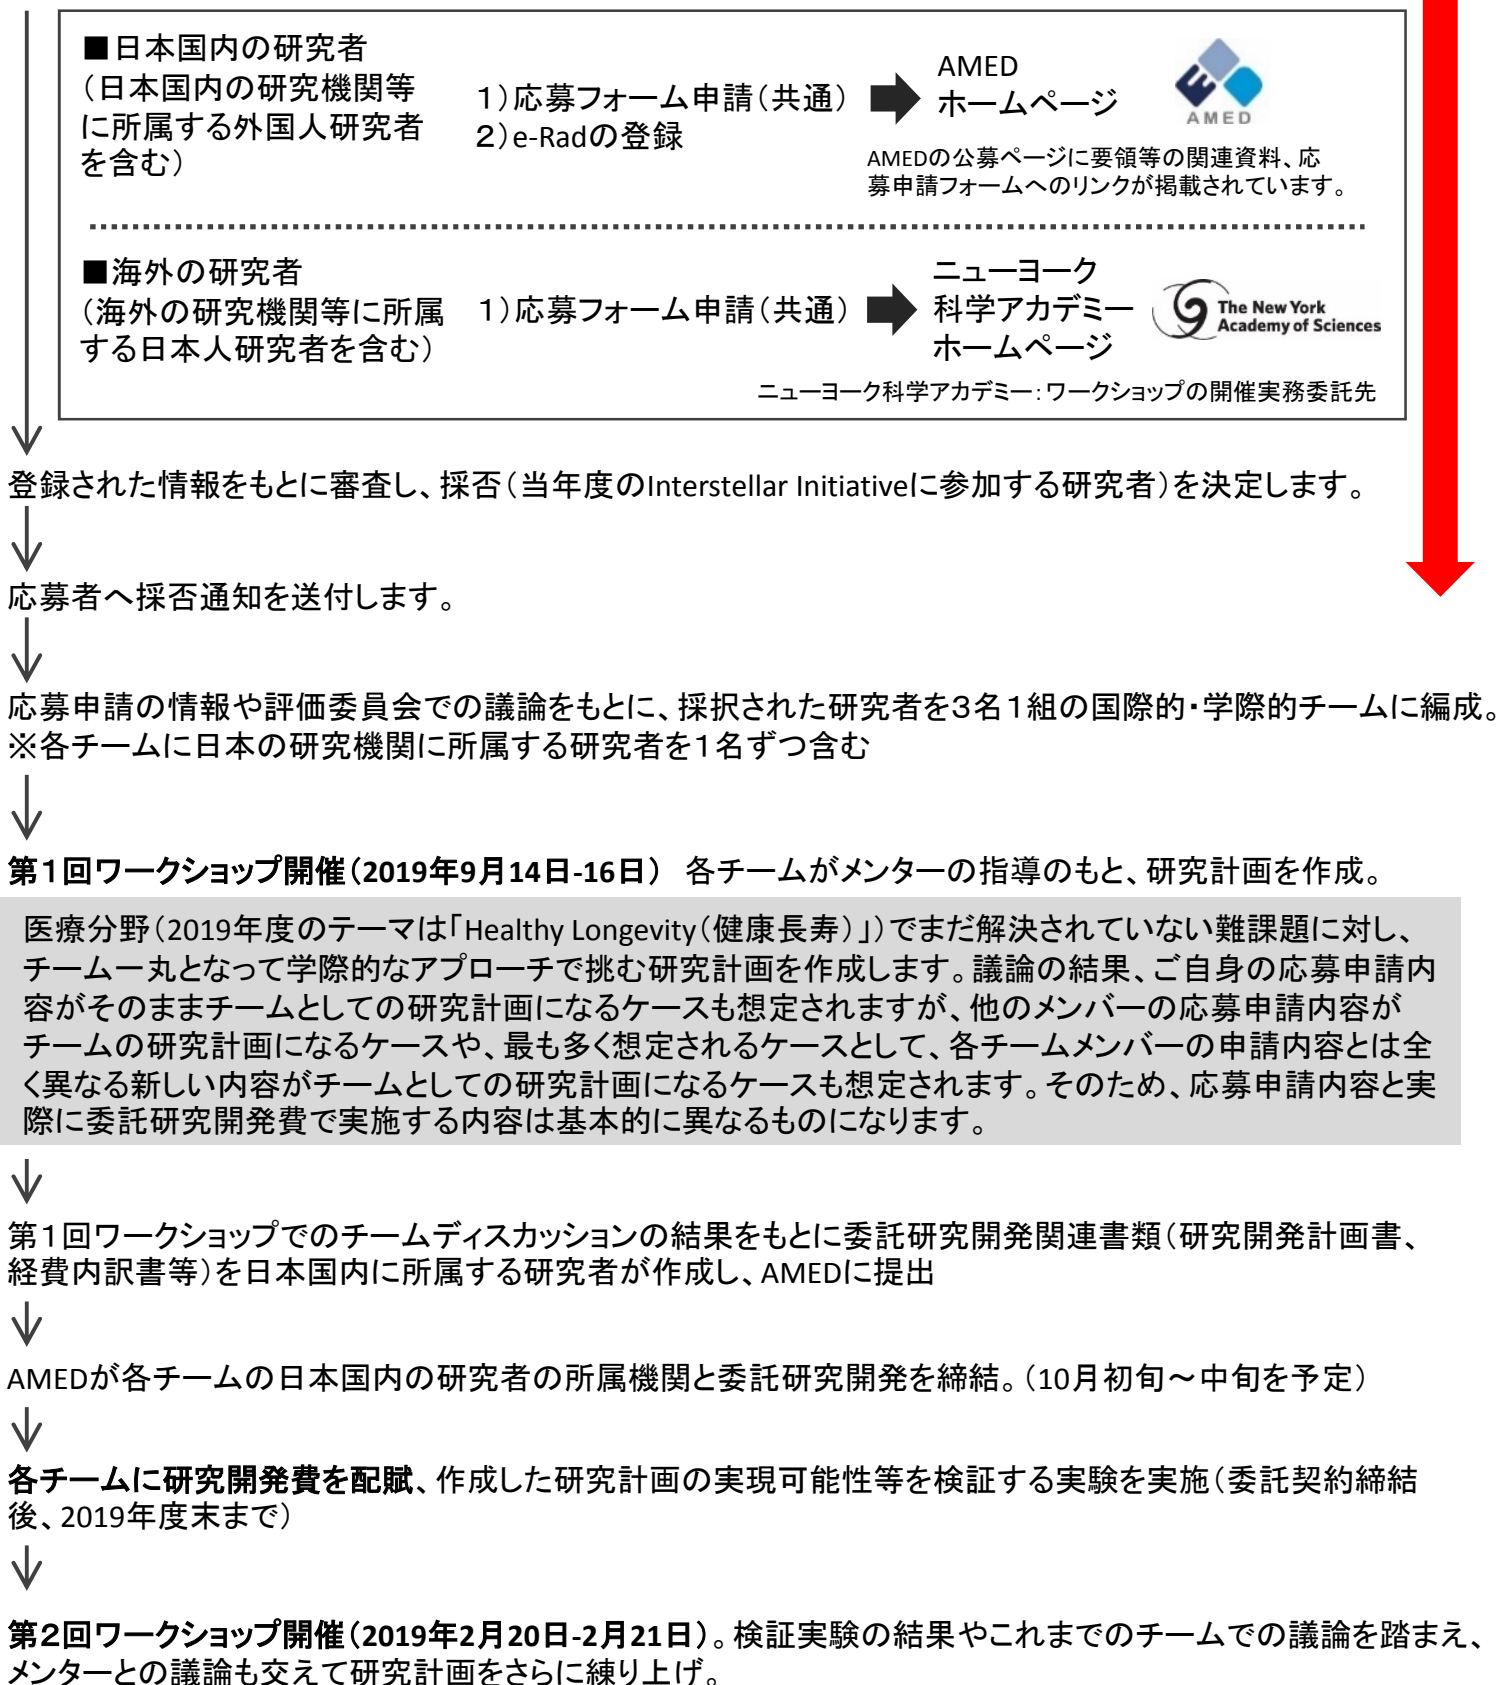 ■日本国内の研究者
（日本国内の研究機関等
に所属する外国人研究者
を含む）
1）応募フォーム申請（共通）
2）e-Radの登録
AMED
ホームページ
AMED
AMEDの公募ページに要領等の関連資料、応
募申請フォームへのリンクが掲載されています。
■海外の研究者
（海外の研究機関等に所属
する日本人研究者を含む）
1）応募フォーム申請（共通）
ニューヨーク
科学アカデミー
ホームページ
The New York
Academy of Sciences
ニューヨーク科学アカデミー：ワークショップの開催実務委託先
登録された情報をもとに審査し、採否（当年度のInterstellar Initiativeに参加する研究者）を決定します。
応募者へ採否通知を送付します。
応募申請の情報や評価委員会での議論をもとに、採択された研究者を３名１組の国際的・学際的チームに編成。
※各チームに日本の研究機関に所属する研究者を１名ずつ含む
第１回ワークショップ開催（2019年9月14日-16日） 各チームがメンターの指導のもと、研究計画を作成。
医療分野（2019年度のテーマは「Healthy Longevity（健康長寿）」）でまだ解決されていない難課題に対し、
チーム一丸となって学際的なアプローチで挑む研究計画を作成します。議論の結果、ご自身の応募申請内
容がそのままチームとしての研究計画になるケースも想定されますが、他のメンバーの応募申請内容が
チームの研究計画になるケースや、最も多く想定されるケースとして、各チームメンバーの申請内容とは全
く異なる新しい内容がチームとしての研究計画になるケースも想定されます。そのため、応募申請内容と実
際に委託研究開発費で実施する内容は基本的に異なるものになります。
第１回ワークショップでのチームディスカッションの結果をもとに委託研究開発関連書類（研究開発計画書、
経費内訳書等）を日本国内に所属する研究者が作成し、AMEDに提出
AMEDが各チームの日本国内の研究者の所属機関と委託研究開発を締結。（10月初旬～中旬を予定）
各チームに研究開発費を配賦、作成した研究計画の実現可能性等を検証する実験を実施（委託契約締結
後、2019年度末まで）
第２回ワークショップ開催（2019年2月20日-2月21日）。検証実験の結果やこれまでのチームでの議論を踏まえ、
メンターとの議論も交えて研究計画をさらに練り上げ。